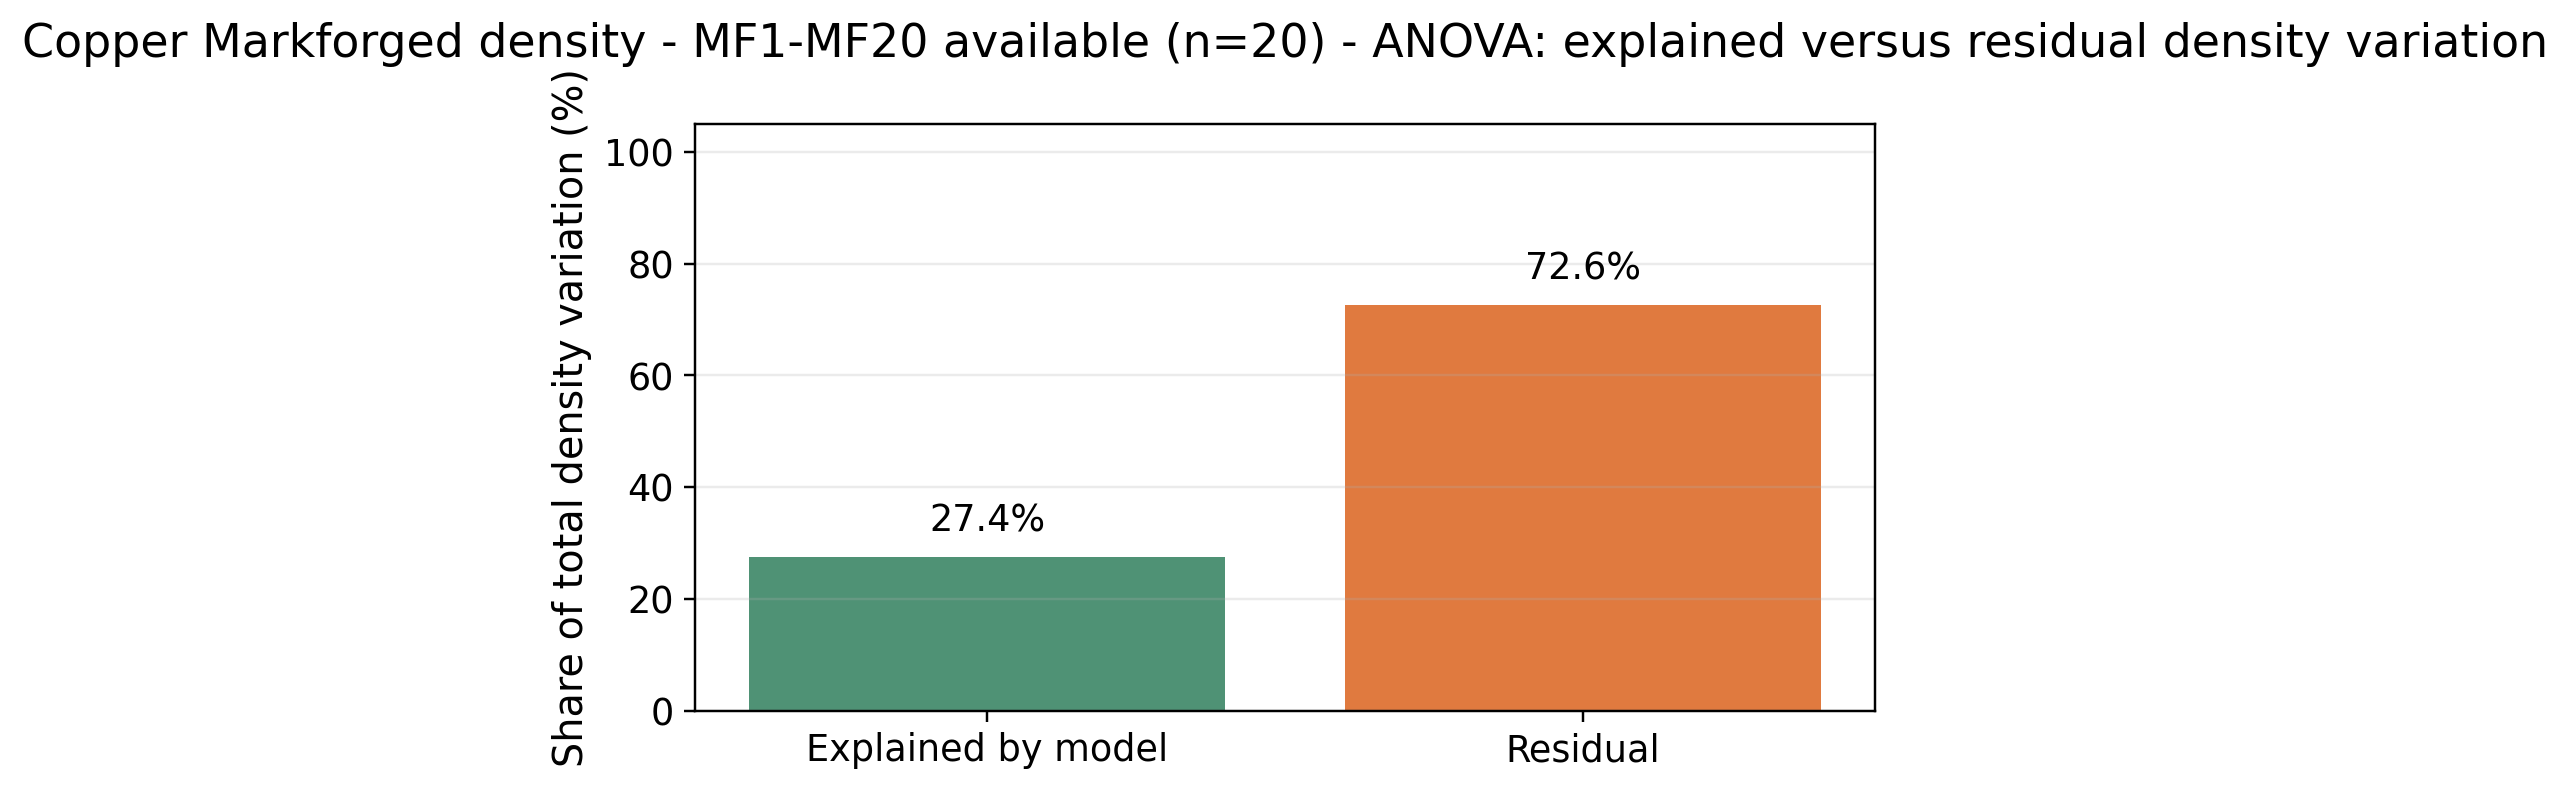 Copper Markforged density - MF1-MF20 available (n=20) - ANOVA: explained versus residual density variation
Share of total density variation (%)
100
80
60
40
20
0
72.6%
27.4%
Explained by model
Residual